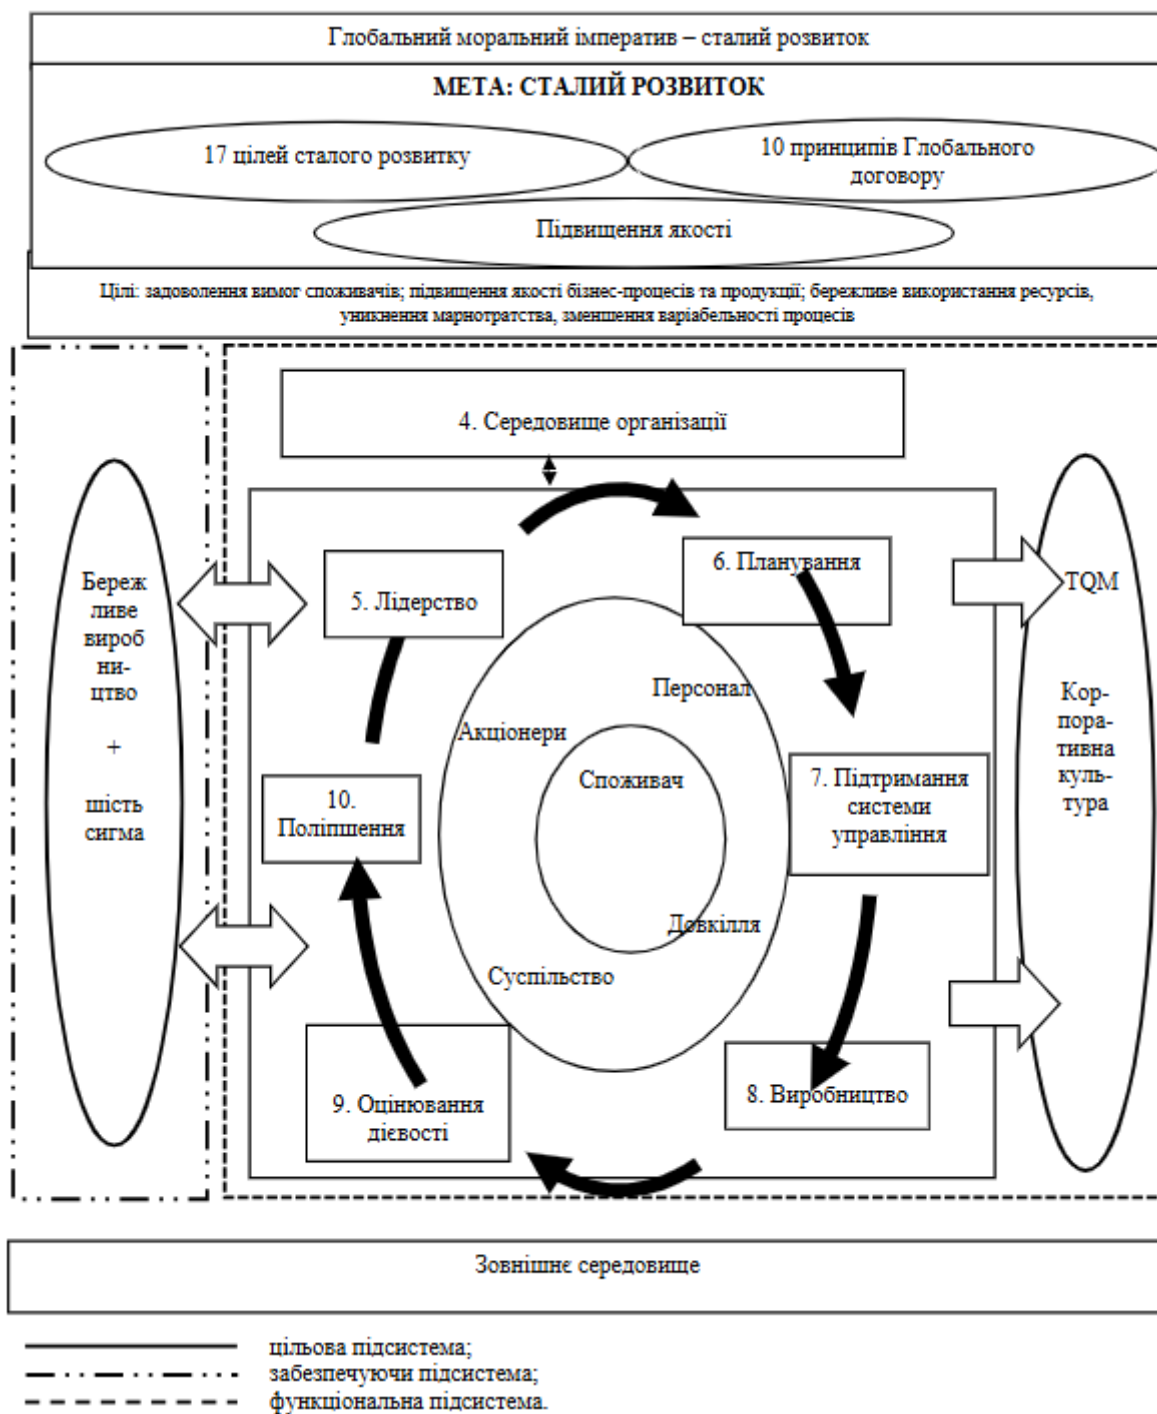 Глобальний моральний імператив – сталий розвиток
МЕТА: СТАЛИЙ РОЗВИТОК
17 цілей сталого розвитку
10 принципів Глобального
договору
Підвищення якості
Цілі: задоволення вимог споживачів; підвищення якості бізнес-процесів та продукції; бережливе використання ресурсів,
уникнення марнотратства, зменшення варіабельності процесів
4. Середовище організації
Береж
ливе
вироб
ни-
цтво
+
шість
сигма
5. Лідерство
6. Планування
Персонал
Акціонери
Споживач
7. Підтримання
системи
управління
10.
Поліпшення
Довкілля
Суспільство
9. Оцінювання
дієвості
8. Виробництво
TQM
Кор-
пора-
тивна
куль-
тура
Зовнішнє середовище
цільова підсистема;
забезпечуючи підсистема;
функціональна підсистема.